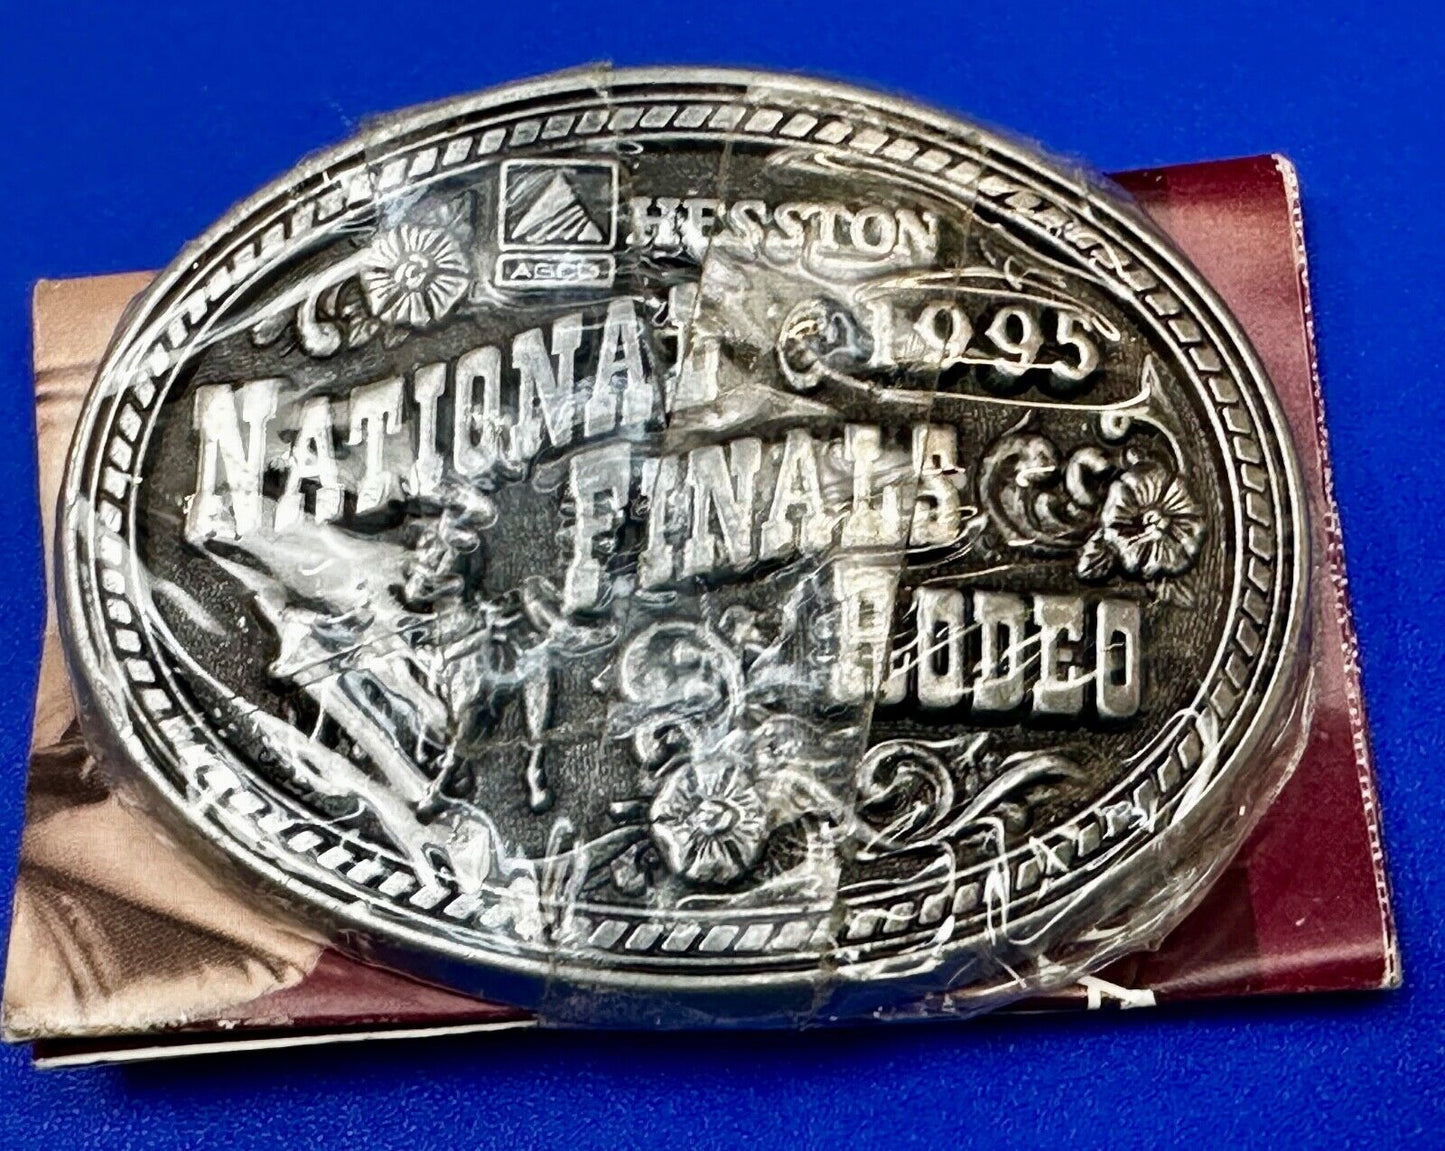 HESSTON
AGCO
1995
NATIONAL
FINALS
RODEO